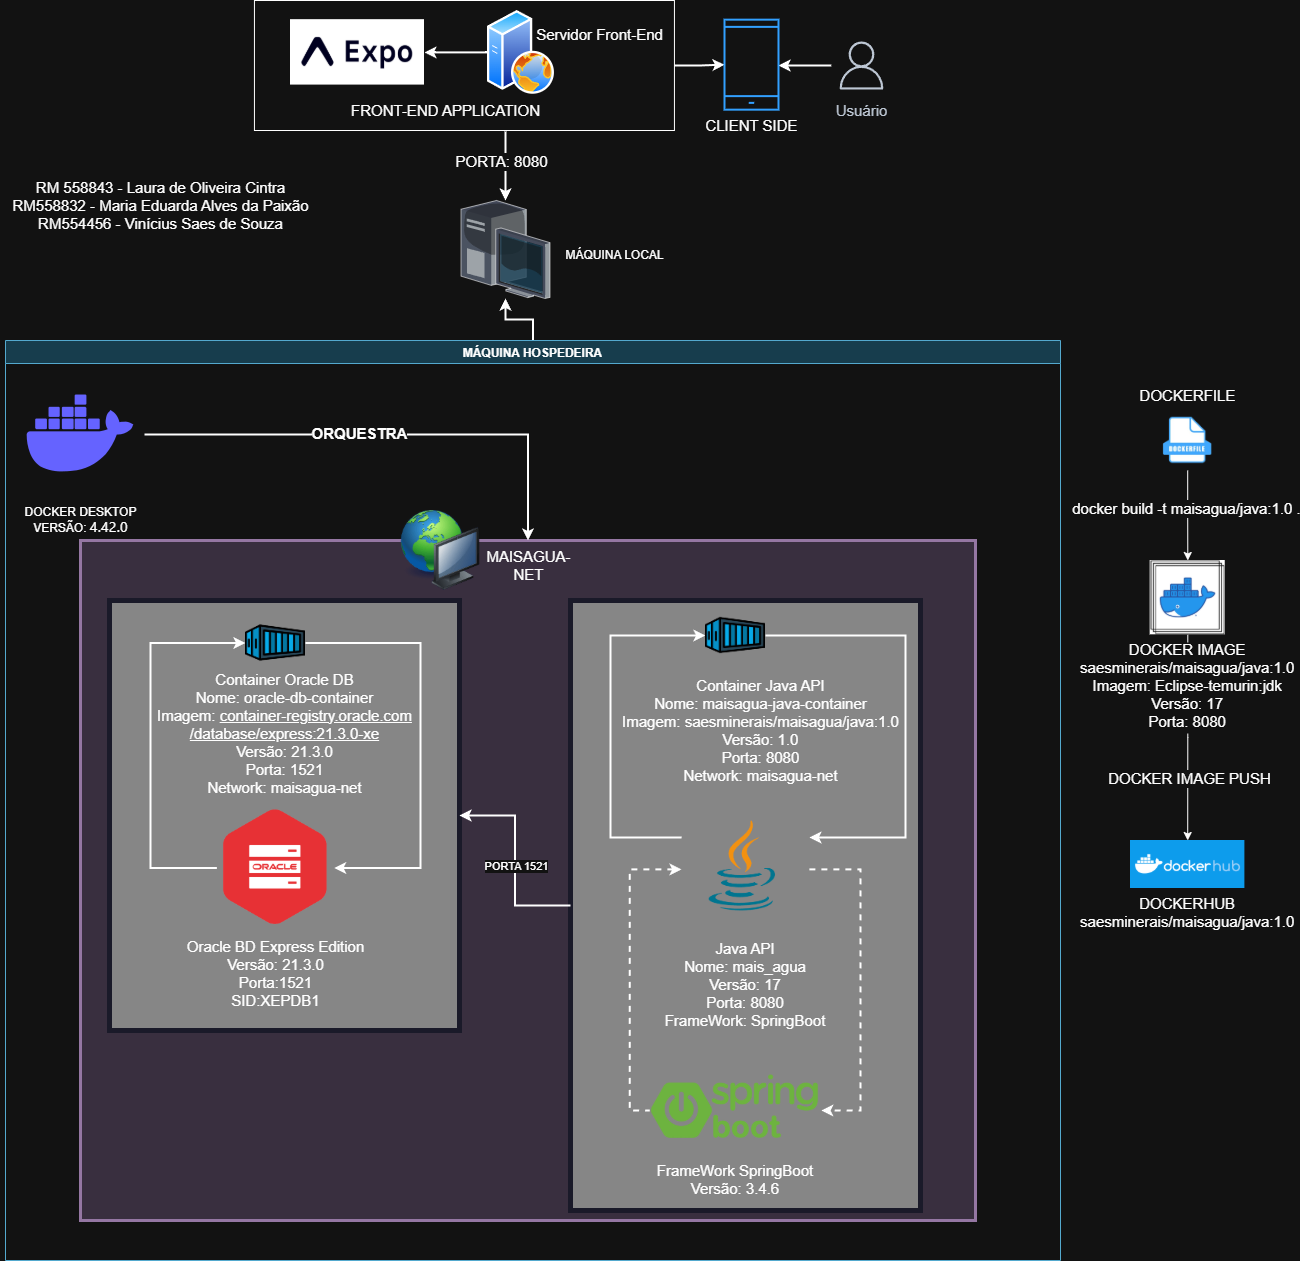 Expo
Servidor Front-End
FRONT-END APPLICATION
CLIENT SIDE
Usuário
PORTA: 8080
RM 558843 - Laura de Oliveira Cintra
RM558832 - Maria Eduarda Alves da Paixão
RM554456 - Vinícius Saes de Souza
MÁQUINA LOCAL
MÁQUINA HOSPEDEIRA
ORQUESTRA
DOCKER DESKTOP
VERSÃO: 4.42.0
MAISAGUA-
NET
Container Oracle DB
Nome: oracle-db-container
Imagem: container-registry.oracle.com
/database/express:21.3.0-xe
Versão: 21.3.0
Porta: 1521
Network: maisagua-net
ORACLE
Oracle BD Express Edition
Versão: 21.3.0
Porta:1521
SID:XEPDB1
PORTA 1521
Container Java API
Nome: maisagua-java-container
Imagem: saesminerais/maisagua/java:1.0
Versão: 1.0
Porta: 8080
Network: maisagua-net
Java API
Nome: mais_agua
Versão: 17
Porta: 8080
FrameWork: SpringBoot
spring
boot
FrameWork SpringBoot
Versão: 3.4.6
DOCKERFILE
DOCKERFILE
docker build -t maisagua/java:1.0 .
DOCKER IMAGE
saesminerais/maisagua/java:1.0
Imagem: Eclipse-temurin:jdk
Versão: 17
Porta: 8080
DOCKER IMAGE PUSH
dockerhub
DOCKERHUB
saesminerais/maisagua/java:1.0